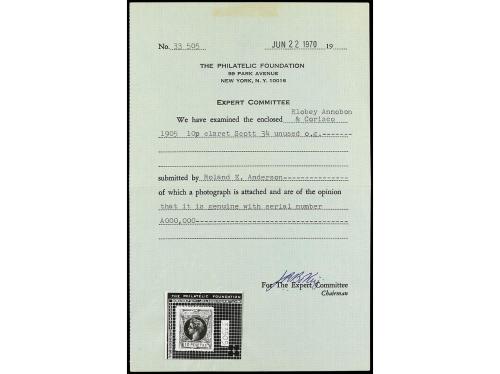 No. 33 505
JUN 22 1970 19
THE PHILATELIC FOUNDATION
99 PARK AVENUE
NEW YORK, N. Y. 10016
EXPERT COMMITTEE
Elobey Annobon
We have examined the enclosed & Corisco
1905 10p claret Scott 34 unused o.g.-------
submitted by Roland E. Anderson---------------
of which a photograph is attached and are of the opinion
that it is genuine with serial number
A000,000---------------------------------------
For The Expert Committee
Chairman
THE PHILATELIC FOUNDATION
10 PESETAS